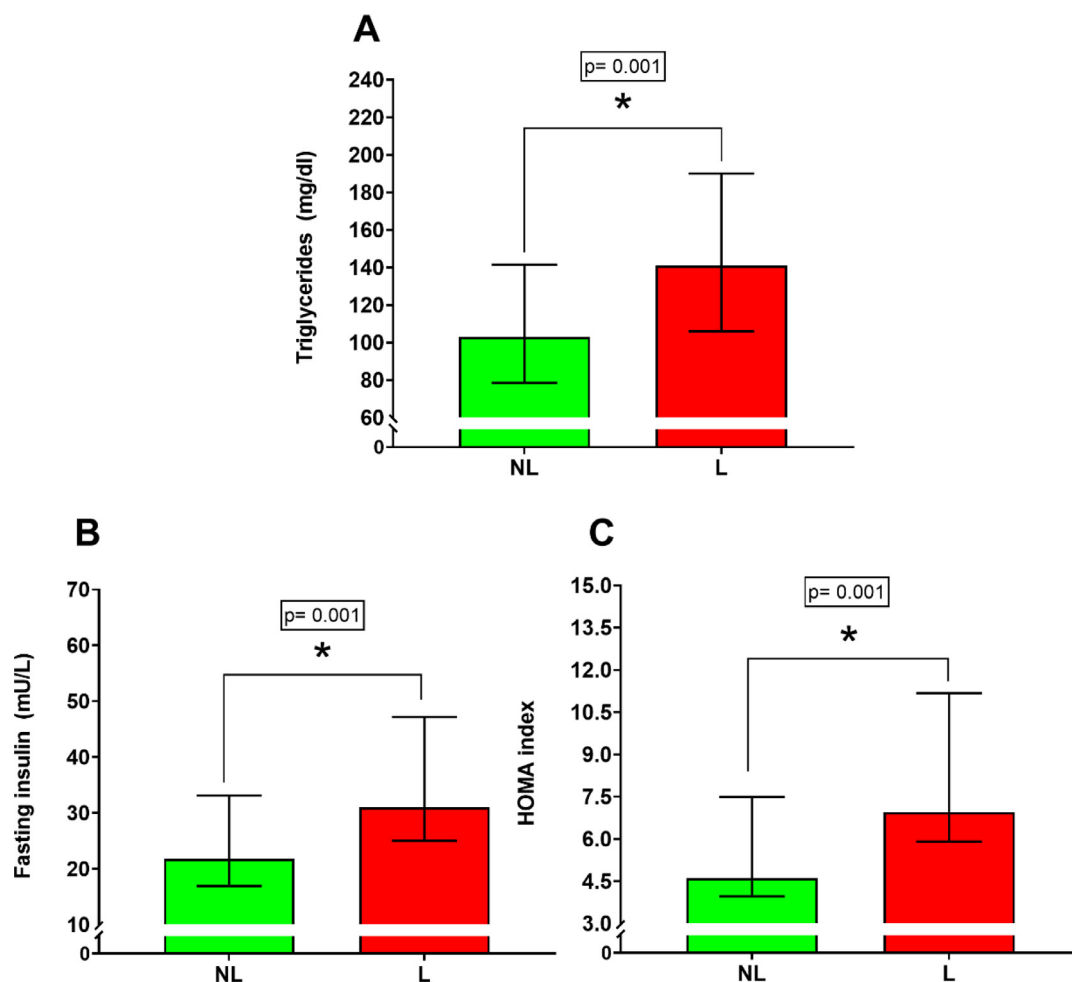 A
p= 0.001
*
Triglycerides (mg/dl)
240
220
200
180
160
140
120
100
80
60
0
NL L
B
p= 0.001
*
Fasting insulin (mU/L)
70
60
50
40
30
20
10
0
NL L
C
p= 0.001
*
HOMA index
15.0
13.5
12.0
10.5
9.0
7.5
6.0
4.5
3.0
0
NL L